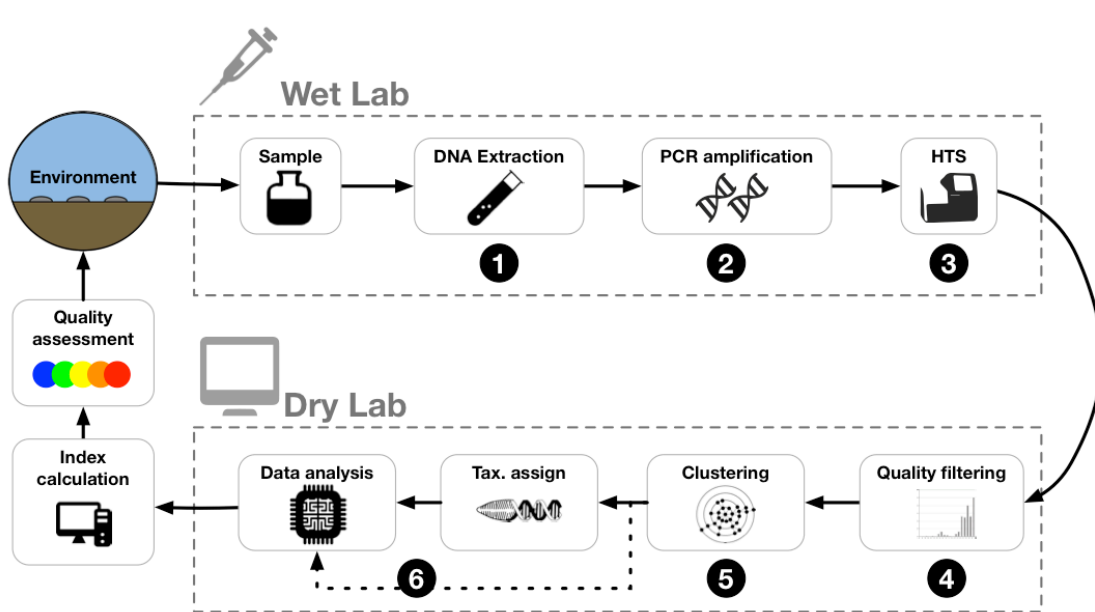 Wet Lab
Environment
Sample
DNA Extraction
PCR amplification
HTS
1
2
3
Quality
assessment
Dry Lab
Index
calculation
Data analysis
Tax. assign
Clustering
Quality filtering
6
5
4